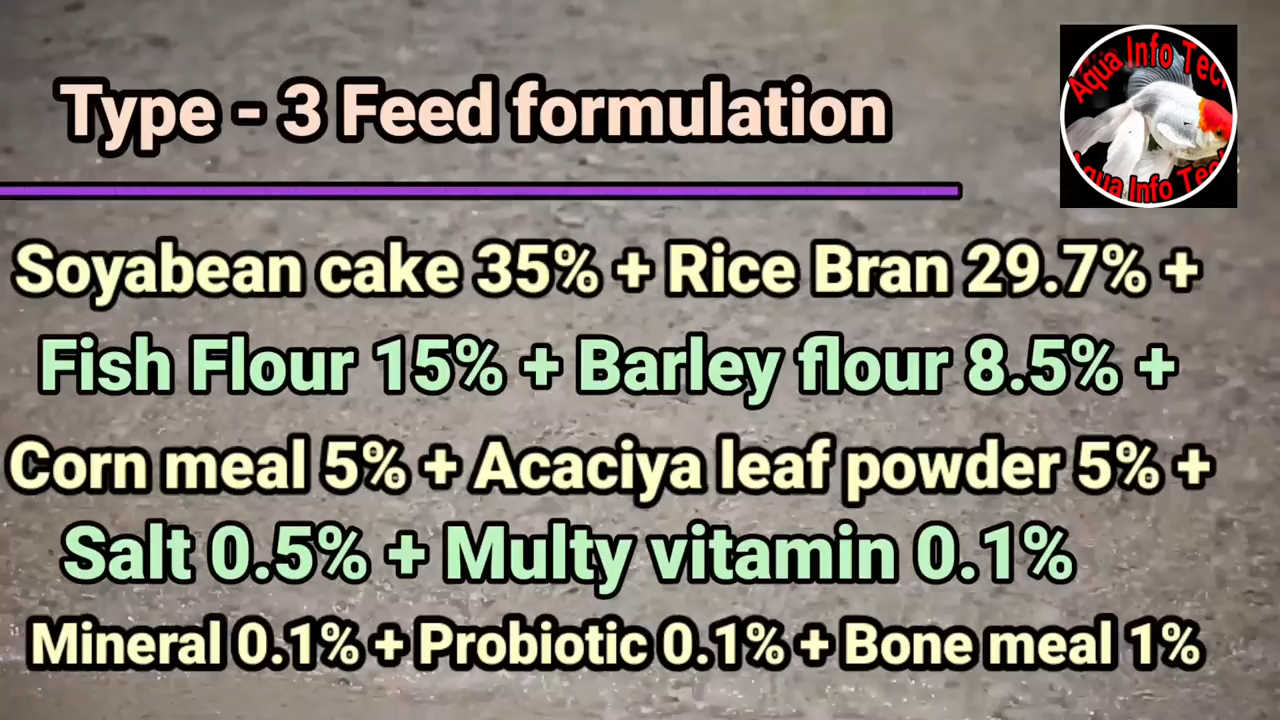 Type - 3 Feed formulation
Aqua Info Tech
Aqua Info Tech
Soyabean cake 35% + Rice Bran 29.7% +
Fish Flour 15% + Barley flour 8.5% +
Corn meal 5% + Acaciya leaf powder 5% +
Salt 0.5% + Multy vitamin 0.1%
Mineral 0.1% + Probiotic 0.1% + Bone meal 1%